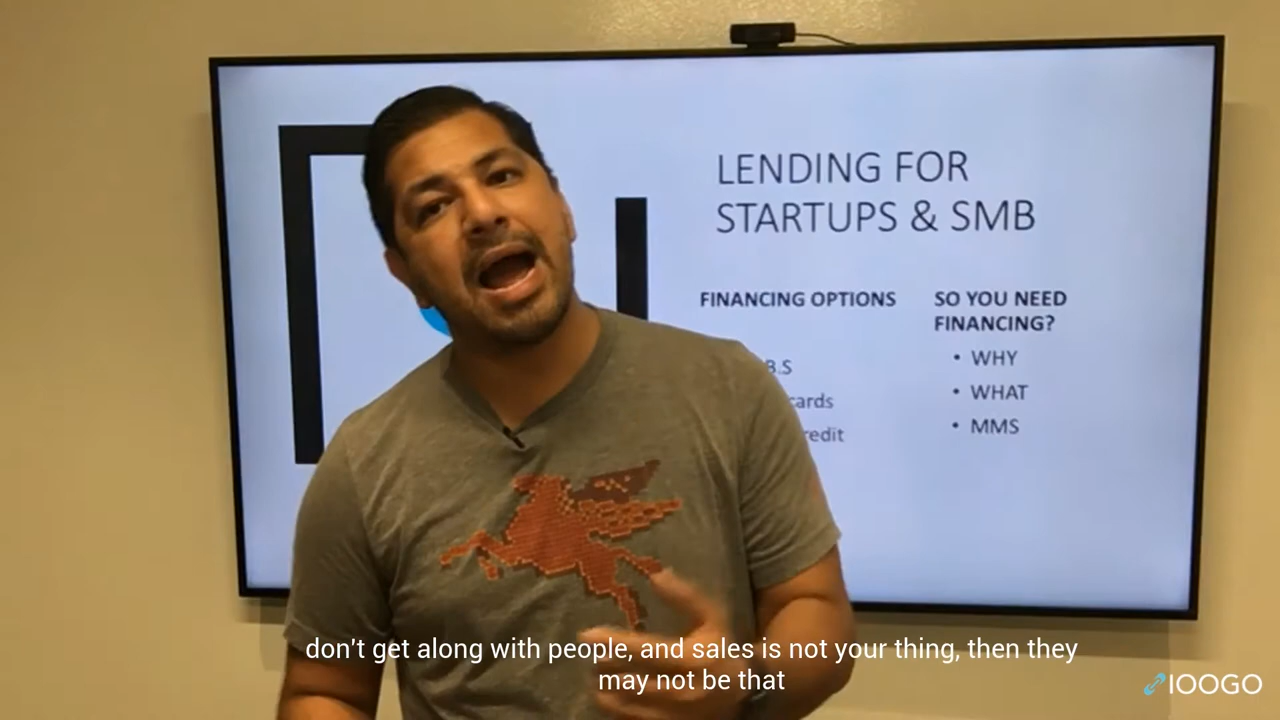 LENDING FOR
STARTUPS & SMB
FINANCING OPTIONS
SO YOU NEED
FINANCING?
• WHY
• WHAT
• MMS
don't get along with people, and sales is not your thing, then they
may not be that
IOOGO